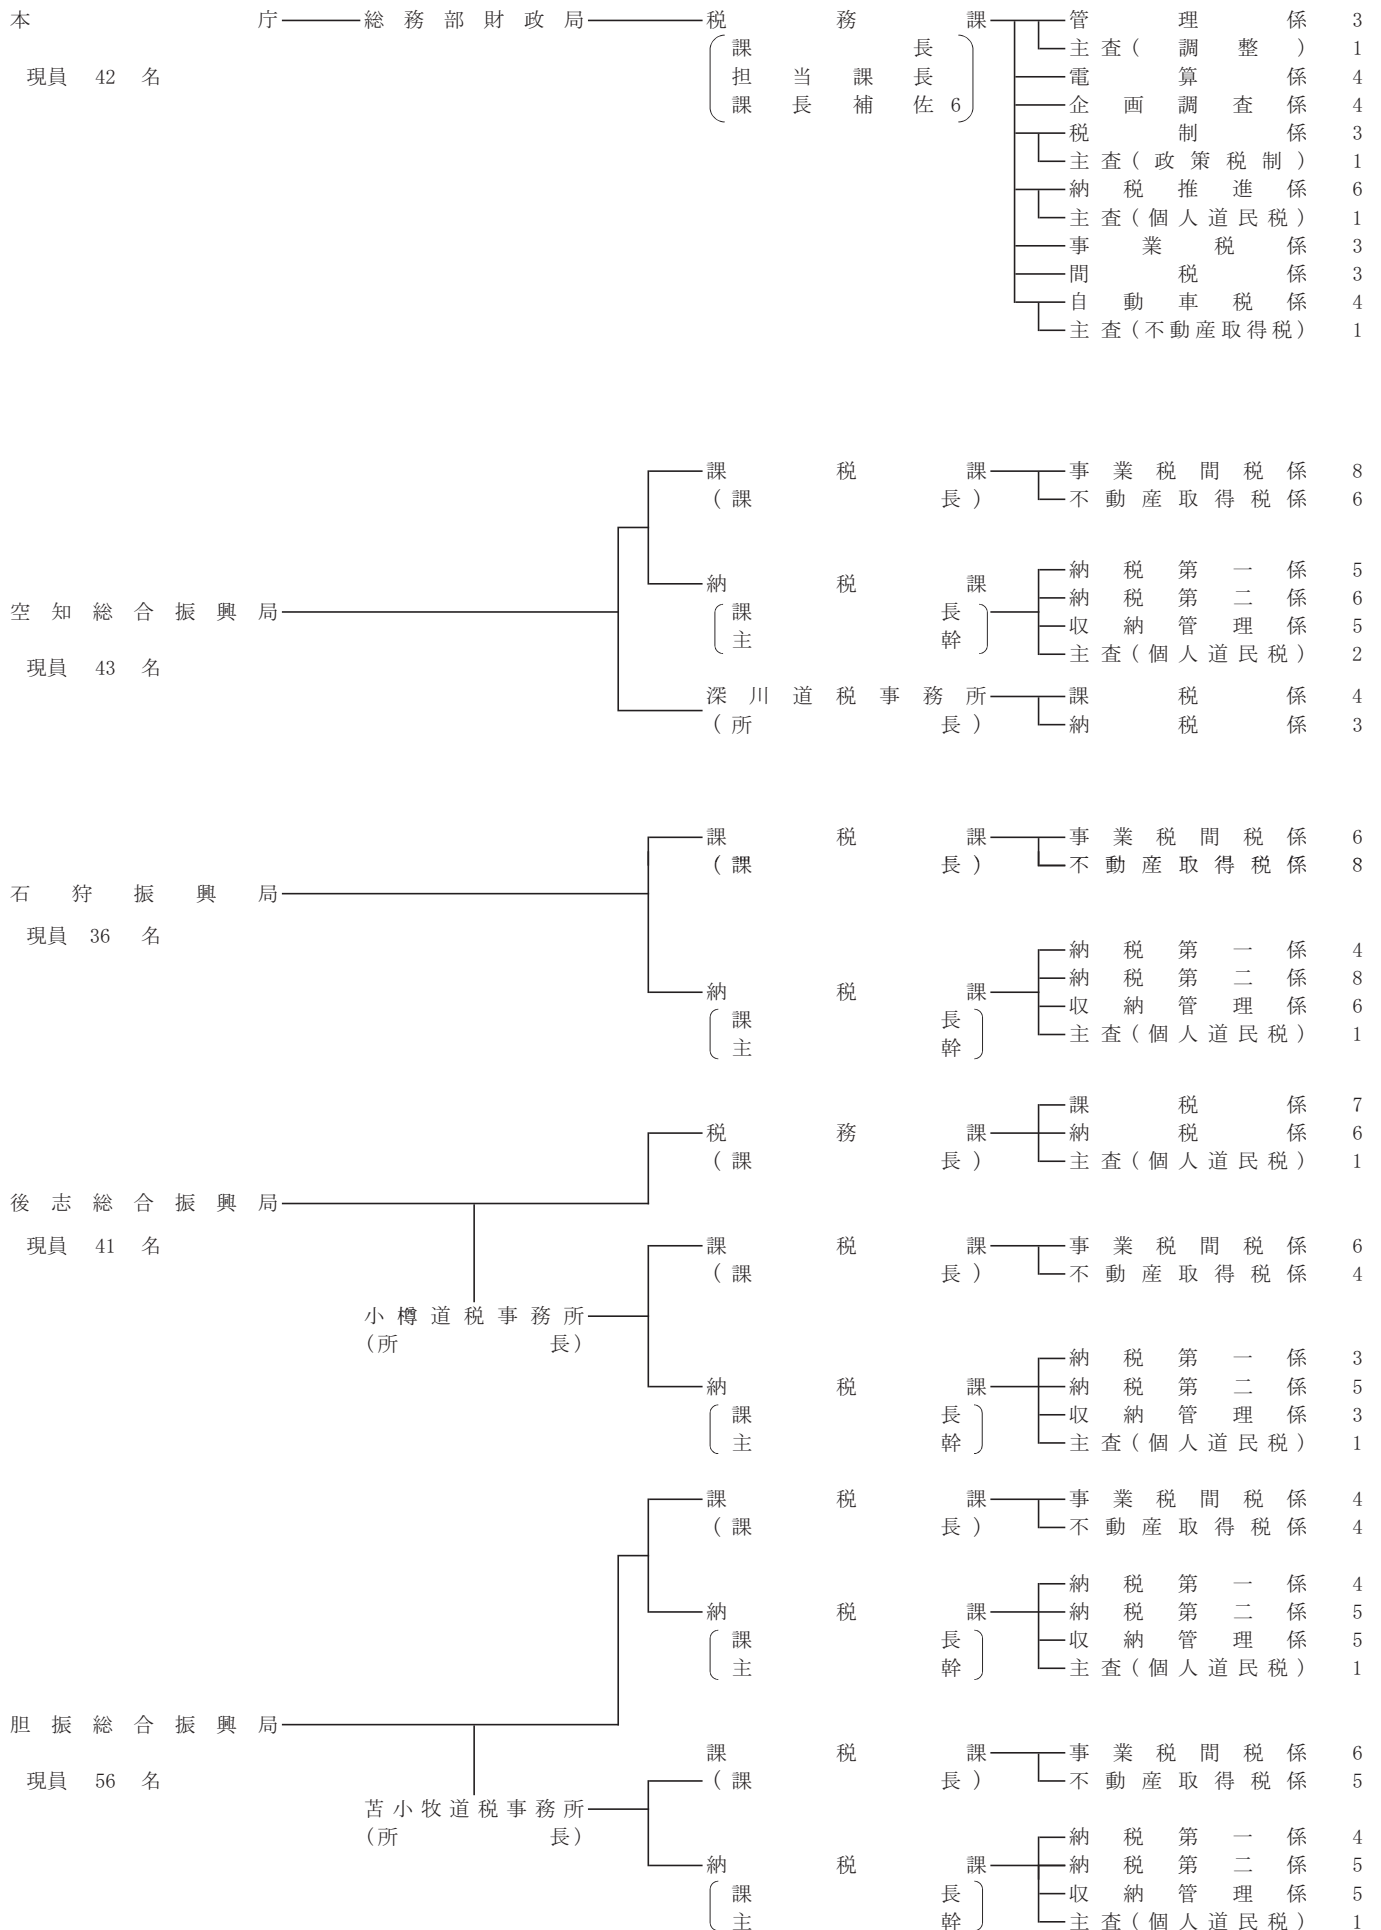 本庁 総務部財政局 税務課 管理係 3
(課長 主査(調整) 1
現員 42 名 担当課長 電算係 4
課長補佐 6) 企画調査係 4
税制係 3
主査(政策税制) 1
納税推進係 6
主査(個人道民税) 1
事業税係 3
間税係 3
自動車税係 4
主査(不動産取得税) 1
課税課 事業税間税係 8
(課長) 不動産取得税係 6
納税第一係 5
納税課 納税第二係 6
空知総合振興局 (課長 収納管理係 5
主幹) 主査(個人道民税) 2
現員 43 名
深川道税事務所 課税係 4
(所長) 納税係 3
課税課 事業税間税係 6
(課長) 不動産取得税係 8
石狩振興局
現員 36 名
納税第一係 4
納税第二係 8
納税課 収納管理係 6
(課長 主査(個人道民税) 1
主幹)
課税係 7
税務課 納税係 6
(課長) 主査(個人道民税) 1
後志総合振興局
現員 41 名 課税課 事業税間税係 6
(課長) 不動産取得税係 4
小樽道税事務所
(所長) 納税第一係 3
納税課 納税第二係 5
(課長 収納管理係 3
主幹) 主査(個人道民税) 1
課税課 事業税間税係 4
(課長) 不動産取得税係 4
納税第一係 4
納税課 納税第二係 5
(課長 収納管理係 5
主幹) 主査(個人道民税) 1
胆振総合振興局
課税課 事業税間税係 6
現員 56 名 (課長) 不動産取得税係 5
苫小牧道税事務所
(所長) 納税第一係 4
納税課 納税第二係 5
(課長 収納管理係 5
主幹) 主査(個人道民税) 1